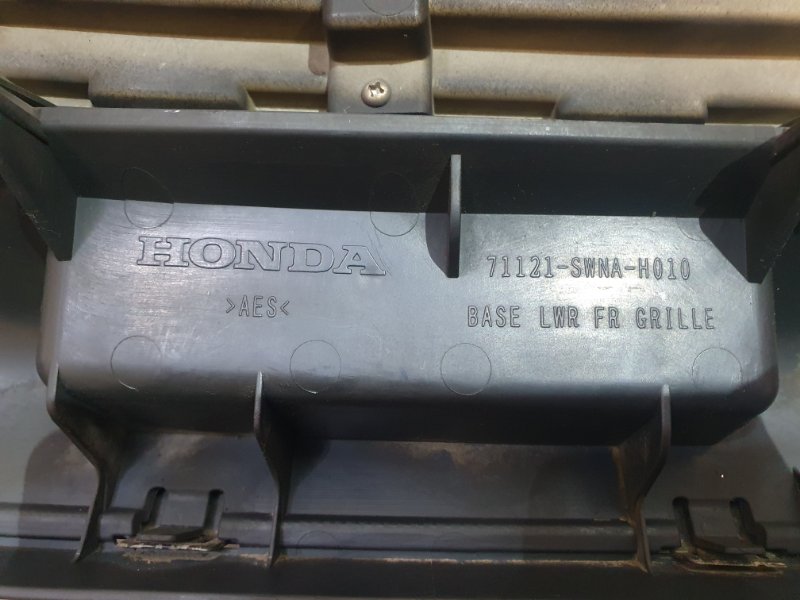 HONDA
>AES<
71121-SWNA-H010
BASE LWR FR GRILLE